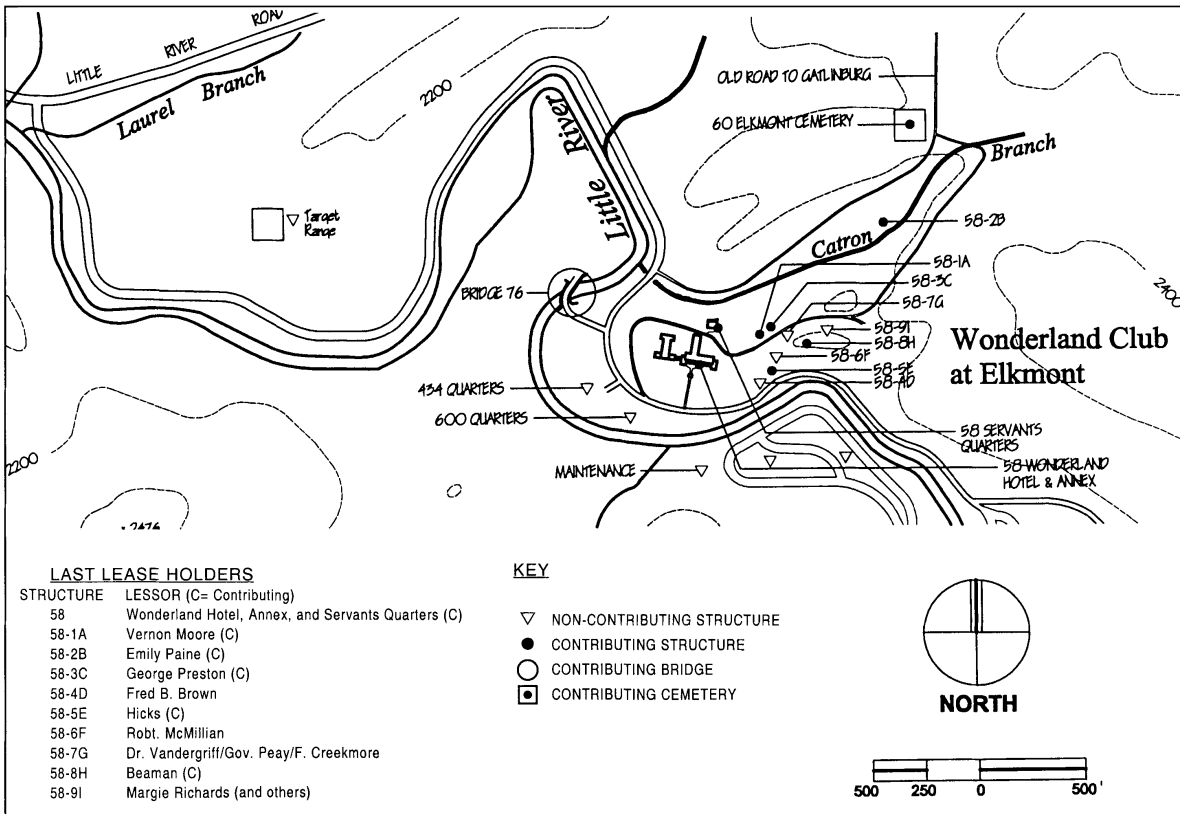 LITTLE RIVER ROAD
Laurel Branch
2200
Little River
OLD ROAD TO GATLINBURG
60 ELKMONT CEMETERY
Branch
Catron
58-2B
Target
Range
BRIDGE 76
58-1A
58-3C
58-7G
58-9I
58-8H
58-6F
58-5E
58-4D
2400
Wonderland Club
at Elkmont
434 QUARTERS
600 QUARTERS
MAINTENANCE
58 SERVANTS
QUARTERS
58 WONDERLAND
HOTEL & ANNEX
2200
2476
LAST LEASE HOLDERS
STRUCTURE LESSOR (C= Contributing)
58 Wonderland Hotel, Annex, and Servants Quarters (C)
58-1A Vernon Moore (C)
58-2B Emily Paine (C)
58-3C George Preston (C)
58-4D Fred B. Brown
58-5E Hicks (C)
58-6F Robt. McMillian
58-7G Dr. Vandergriff/Gov. Peay/F. Creekmore
58-8H Beaman (C)
58-9I Margie Richards (and others)
KEY
NON-CONTRIBUTING STRUCTURE
CONTRIBUTING STRUCTURE
CONTRIBUTING BRIDGE
CONTRIBUTING CEMETERY
NORTH
500 250 0 500'